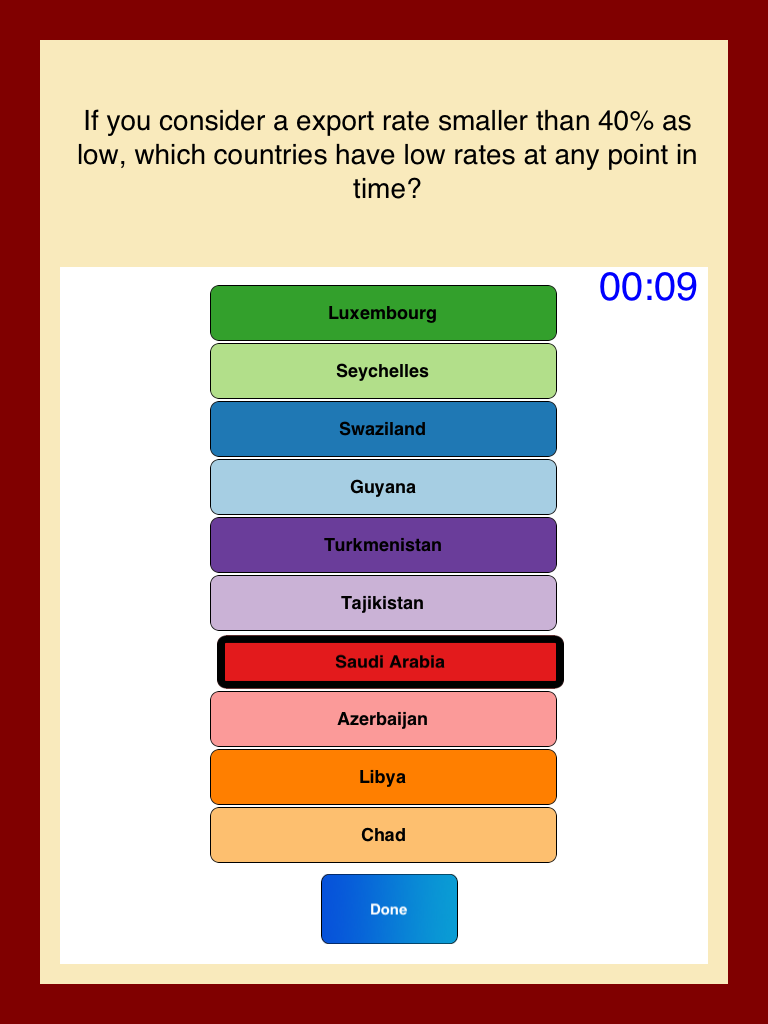 If you consider a export rate smaller than 40% as
low, which countries have low rates at any point in
time?
00:09
Luxembourg
Seychelles
Swaziland
Guyana
Turkmenistan
Tajikistan
Saudi Arabia
Azerbaijan
Libya
Chad
Done